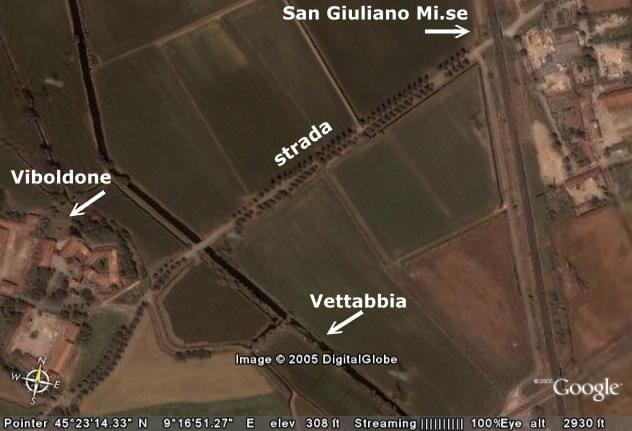 San Giuliano Mi.se
strada
Viboldone
Vettabbia
Image © 2005 DigitalGlobe
© 2005 Google
N
W E
S
Pointer 45°23'14.33" N 9°16'51.27" E elev 308 ft Streaming |||||||||| 100% Eye alt 2930 ft